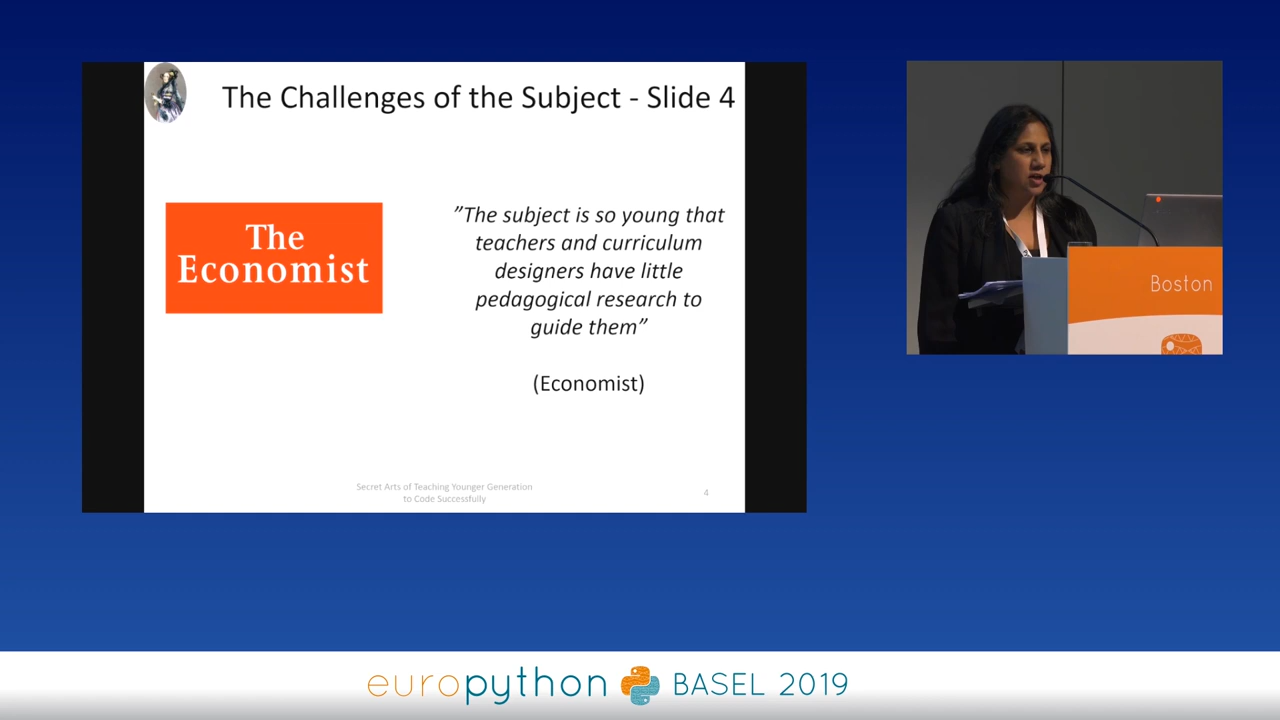 The Challenges of the Subject - Slide 4
The
Economist
”The subject is so young that
teachers and curriculum
designers have little
pedagogical research to
guide them”
(Economist)
Secret Arts of Teaching Younger Generation
to Code Successfully
4
Boston
europython BASEL 2019